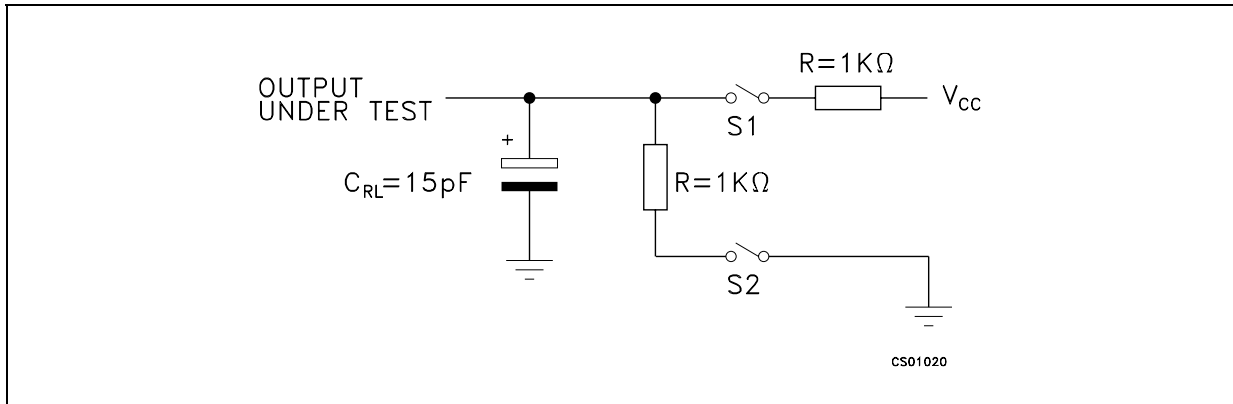 R=1KΩ
OUTPUT
UNDER TEST
V_CC
S1
+
C_RL=15pF
R=1KΩ
S2
CS01020